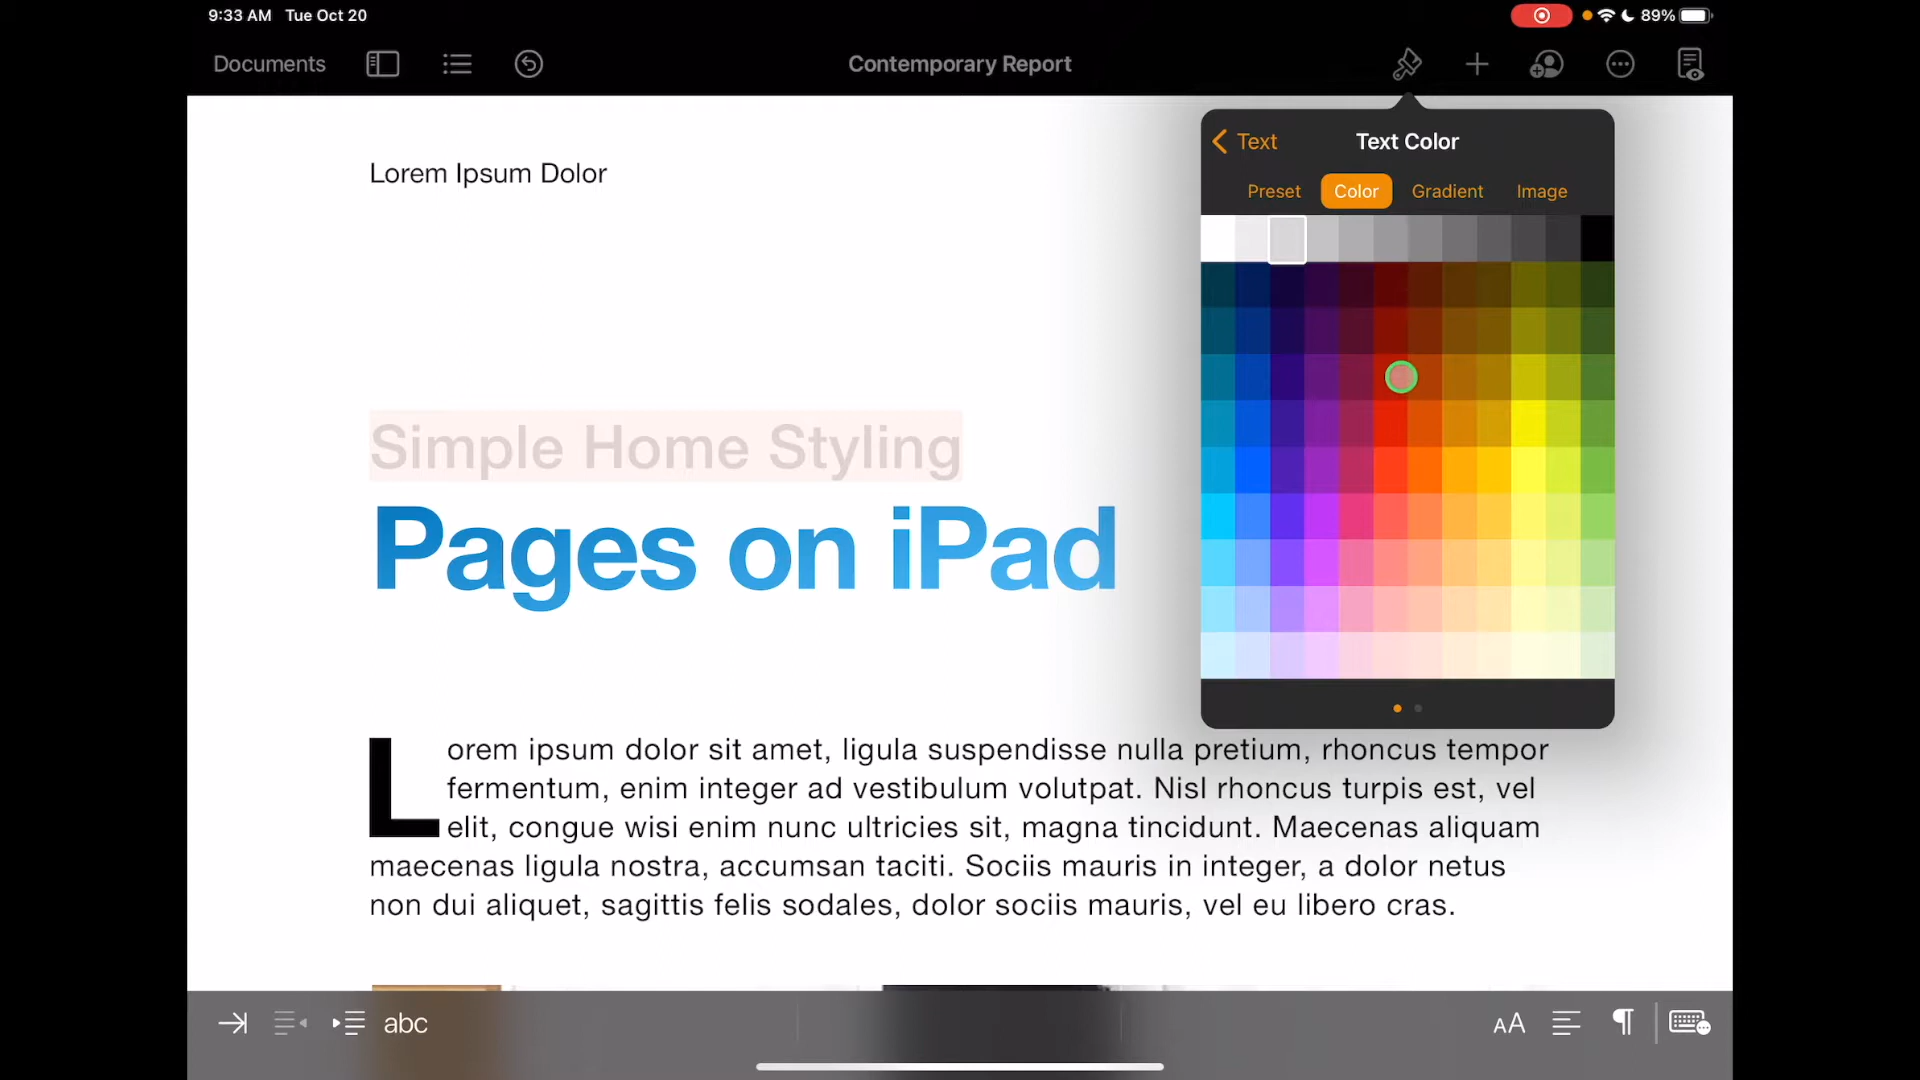 9:33 AM Tue Oct 20
89%
Documents
Contemporary Report
Text
Text Color
Preset
Color
Gradient
Image
Lorem Ipsum Dolor
Simple Home Styling
Pages on iPad
Lorem ipsum dolor sit amet, ligula suspendisse nulla pretium, rhoncus tempor
fermentum, enim integer ad vestibulum volutpat. Nisl rhoncus turpis est, vel
elit, congue wisi enim nunc ultricies sit, magna tincidunt. Maecenas aliquam
maecenas ligula nostra, accumsan taciti. Sociis mauris in integer, a dolor netus
non dui aliquet, sagittis felis sodales, dolor sociis mauris, vel eu libero cras.
abc
AA